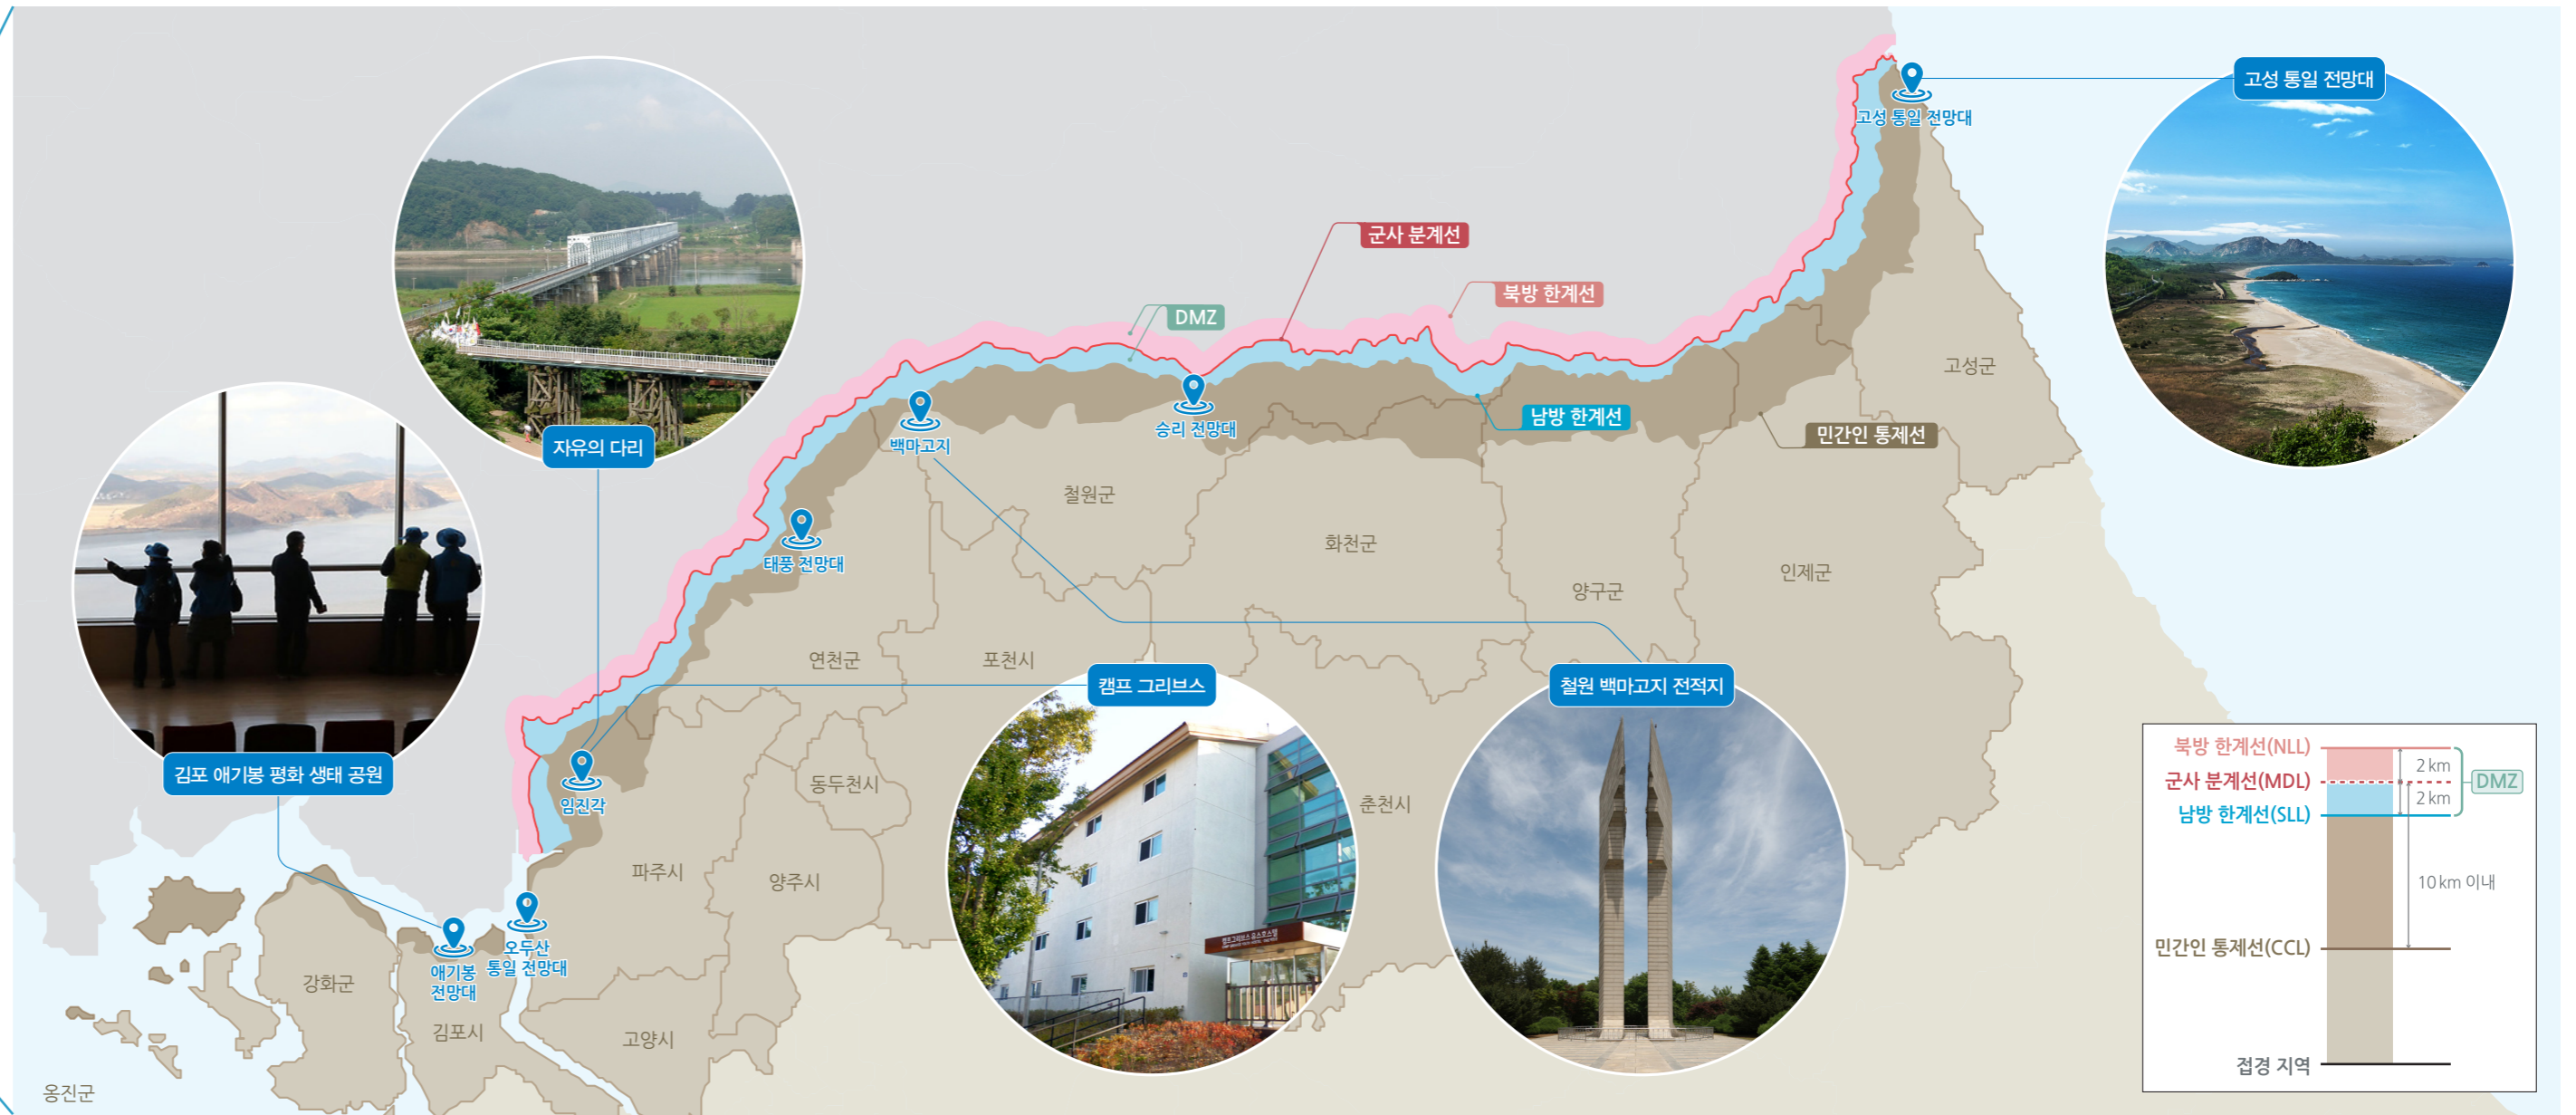 고성 통일 전망대
고성 통일 전망대
군사 분계선
북방 한계선
DMZ
남방 한계선
민간인 통제선
자유의 다리
백마고지
승리 전망대
태풍 전망대
고성군
철원군
화천군
양구군
인제군
연천군
포천시
캠프 그리브스
철원 백마고지 전적지
김포 애기봉 평화 생태 공원
임진각
동두천시
춘천시
파주시
양주시
오두산
통일 전망대
애기봉
전망대
강화군
김포시
고양시
옹진군
북방 한계선(NLL)
2 km
군사 분계선(MDL)
DMZ
2 km
남방 한계선(SLL)
10 km 이내
민간인 통제선(CCL)
접경 지역